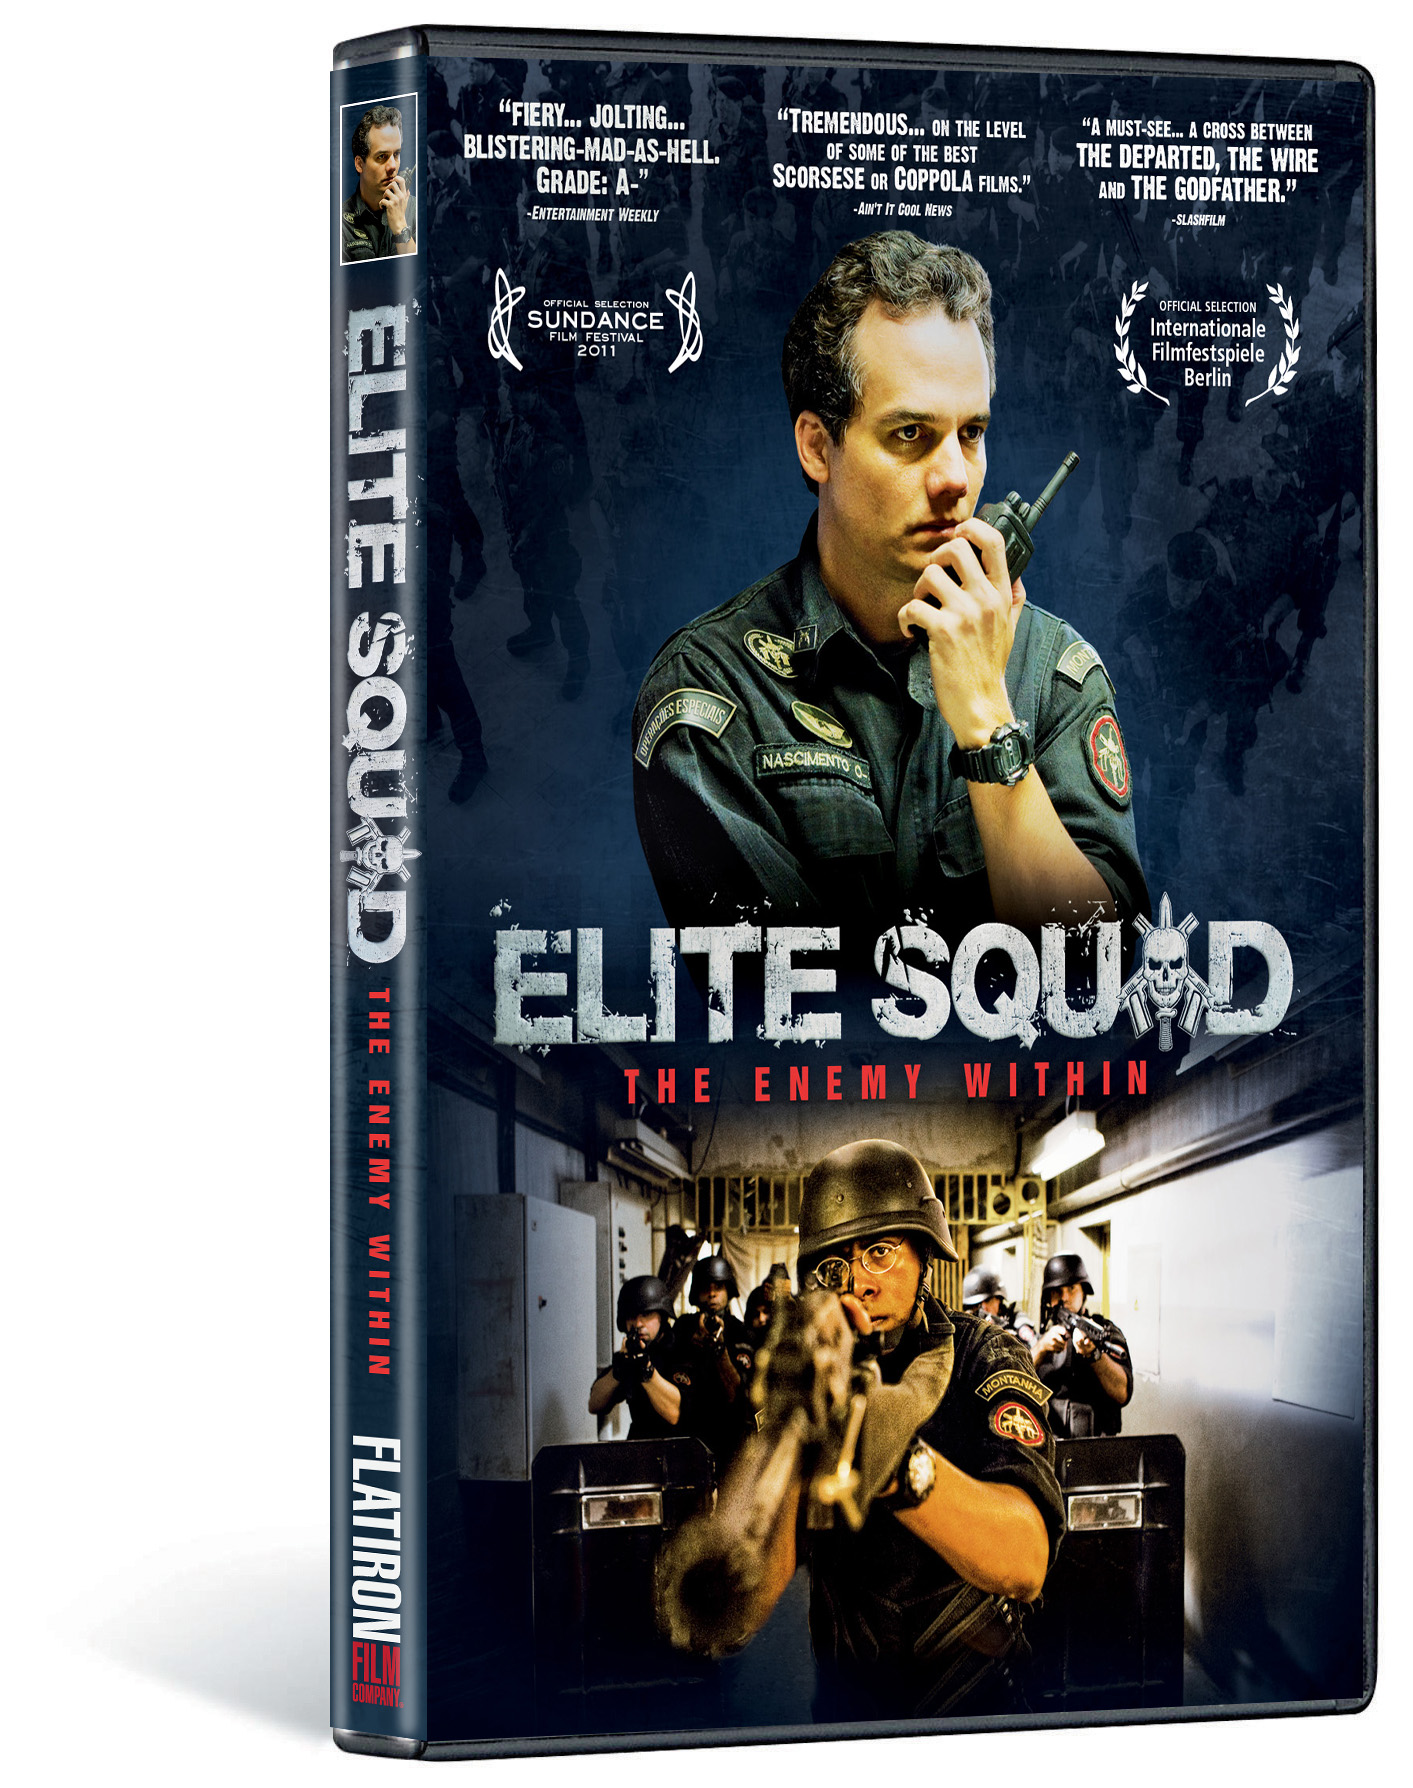 “FIERY... JOLTING...
BLISTERING-MAD-AS-HELL.
GRADE: A-”
-ENTERTAINMENT WEEKLY
“TREMENDOUS... ON THE LEVEL
OF SOME OF THE BEST
SCORSESE OR COPPOLA FILMS.”
-AIN'T IT COOL NEWS
“A MUST-SEE... A CROSS BETWEEN
THE DEPARTED, THE WIRE
AND THE GODFATHER.”
-SLASHFILM
OFFICIAL SELECTION
SUNDANCE
FILM FESTIVAL
2011
OFFICIAL SELECTION
Internationale
Filmfestspiele
Berlin
OPERAÇÕES ESPECIAIS
NASCIMENTO O-
MONT
ELITE SQUAD
THE ENEMY WITHIN
MONTANHA
ELITE SQUAD
THE ENEMY WITHIN
FLATIRON
FILM
COMPANY